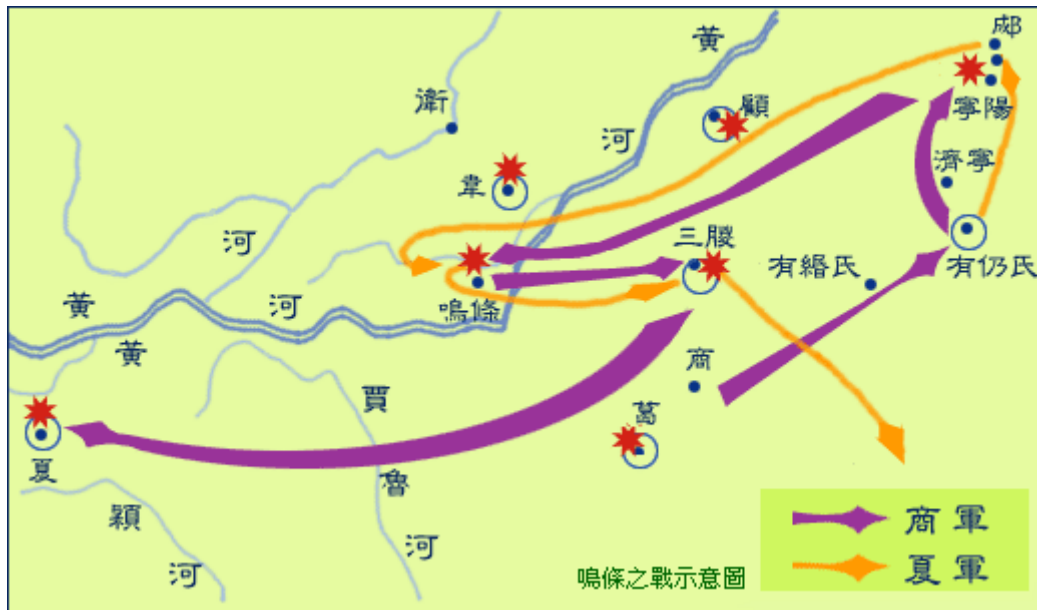 黃
河
郕
寧陽
衛
顧
濟寧
韋
三朡
有緡氏
有仍氏
河
鳴條
黃
河
黃
商
賈
魯
河
葛
夏
潁
河
商軍
夏軍
鳴條之戰示意圖